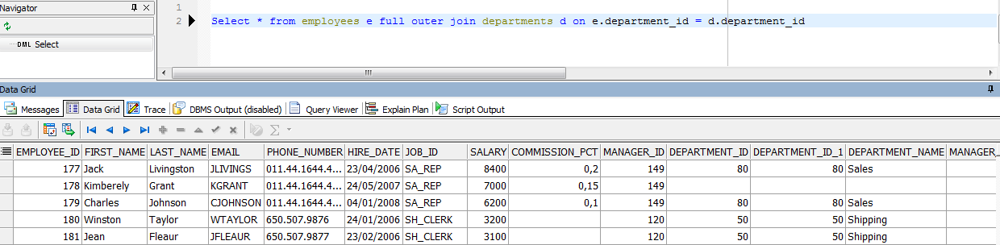 Navigator
1
2 Select * from employees e full outer join departments d on e.department_id = d.department_id
DML Select
Data Grid
Messages Data Grid Trace DBMS Output (disabled) Query Viewer Explain Plan Script Output
EMPLOYEE_ID FIRST_NAME LAST_NAME EMAIL PHONE_NUMBER HIRE_DATE JOB_ID SALARY COMMISSION_PCT MANAGER_ID DEPARTMENT_ID DEPARTMENT_ID_1 DEPARTMENT_NAME MANAGER_
177 Jack Livingston JLIVINGS 011.44.1644.4... 23/04/2006 SA_REP 8400 0,2 149 80 80 Sales
178 Kimberely Grant KGRANT 011.44.1644.4... 24/05/2007 SA_REP 7000 0,15 149
179 Charles Johnson CJOHNSON 011.44.1644.4... 04/01/2008 SA_REP 6200 0,1 149 80 80 Sales
180 Winston Taylor WTAYLOR 650.507.9876 24/01/2006 SH_CLERK 3200 120 50 50 Shipping
181 Jean Fleaur JFLEAUR 650.507.9877 23/02/2006 SH_CLERK 3100 120 50 50 Shipping